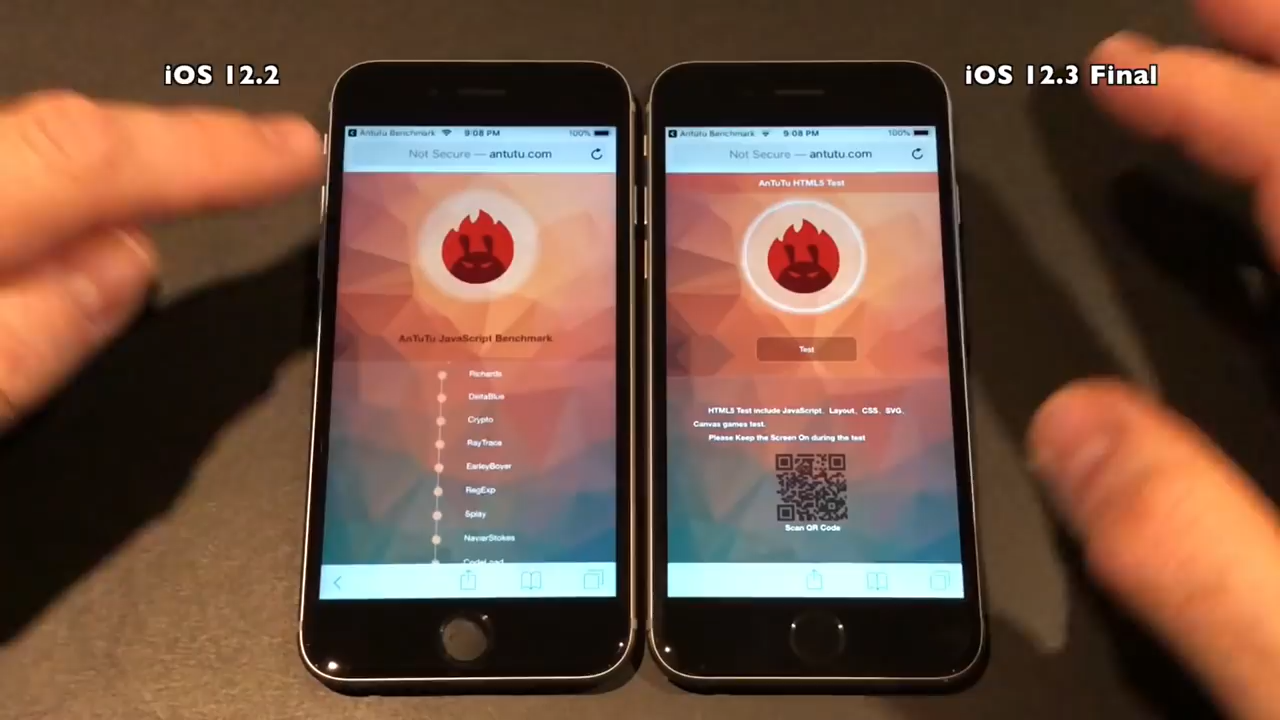 iOS 12.2
iOS 12.3 Final
Antutu Benchmark 9:08 PM 100%
Not Secure — antutu.com
AnTuTu JavaScript Benchmark
Richards
DeltaBlue
Crypto
RayTrace
EarleyBoyer
RegExp
Splay
NavierStokes
CodeLoad
Antutu Benchmark 9:08 PM 100%
Not Secure — antutu.com
AnTuTu HTML5 Test
Test
HTML5 Test include JavaScript、Layout、CSS、SVG、
Canvas games test.
Please Keep the Screen On during the test
Scan QR Code